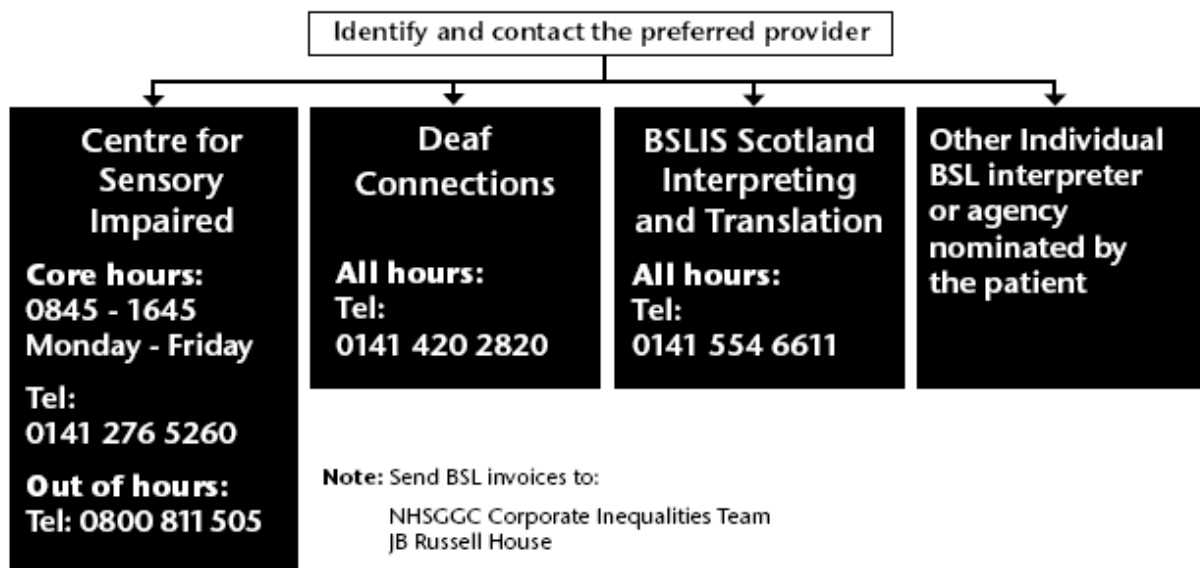 Identify and contact the preferred provider
Centre for
Sensory
Impaired
Core hours:
0845 - 1645
Monday - Friday
Tel:
0141 276 5260
Out of hours:
Tel: 0800 811 505
Deaf
Connections
All hours:
Tel:
0141 420 2820
BSLIS Scotland
Interpreting
and Translation
All hours:
Tel:
0141 554 6611
Other Individual
BSL interpreter
or agency
nominated by
the patient
Note: Send BSL invoices to:
NHSGGC Corporate Inequalities Team
JB Russell House